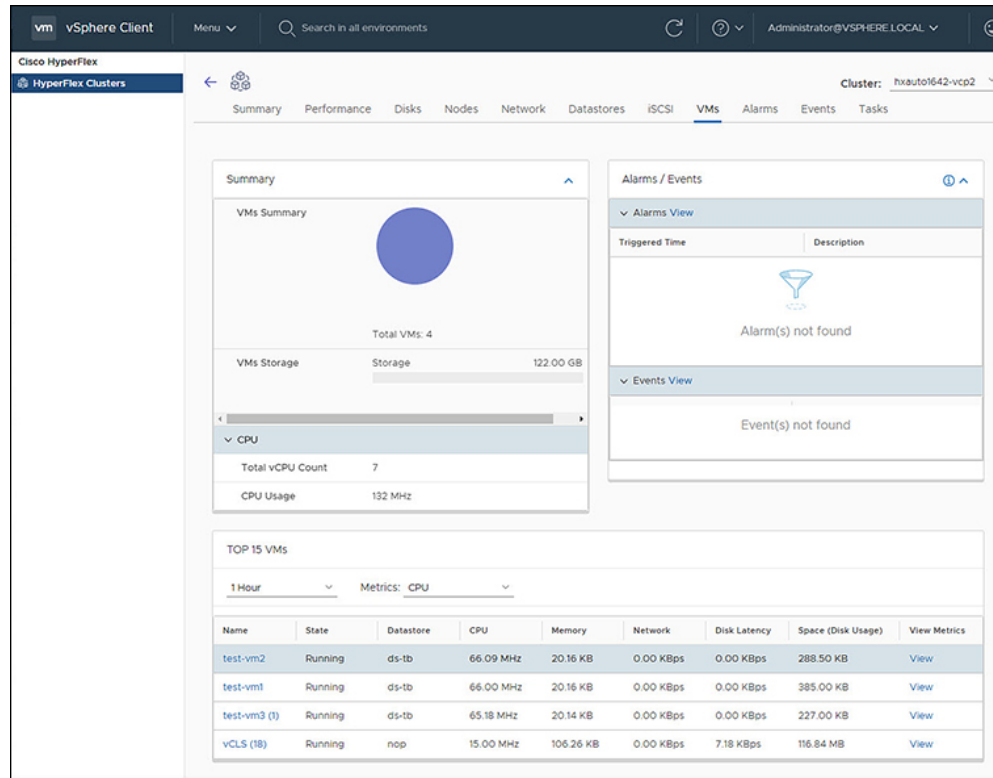 vm vSphere Client Menu Search in all environments Administrator@VSPHERE.LOCAL
Cisco HyperFlex
HyperFlex Clusters
Cluster: hxauto1642-vcp2
Summary Performance Disks Nodes Network Datastores iSCSI VMs Alarms Events Tasks
Summary
VMs Summary
Total VMs: 4
VMs Storage Storage 122.00 GB
CPU
Total vCPU Count 7
CPU Usage 132 MHz
Alarms / Events
Alarms View
Triggered Time Description
Alarm(s) not found
Events View
Event(s) not found
TOP 15 VMs
1 Hour Metrics: CPU
Name State Datastore CPU Memory Network Disk Latency Space (Disk Usage) View Metrics
test-vm2 Running ds-tb 66.09 MHz 20.16 KB 0.00 KBps 0.00 KBps 288.50 KB View
test-vm1 Running ds-tb 66.00 MHz 20.16 KB 0.00 KBps 0.00 KBps 385.00 KB View
test-vm3 (1) Running ds-tb 65.18 MHz 20.14 KB 0.00 KBps 0.00 KBps 227.00 KB View
vCLS (18) Running nop 15.00 MHz 106.26 KB 0.00 KBps 7.18 KBps 116.84 MB View